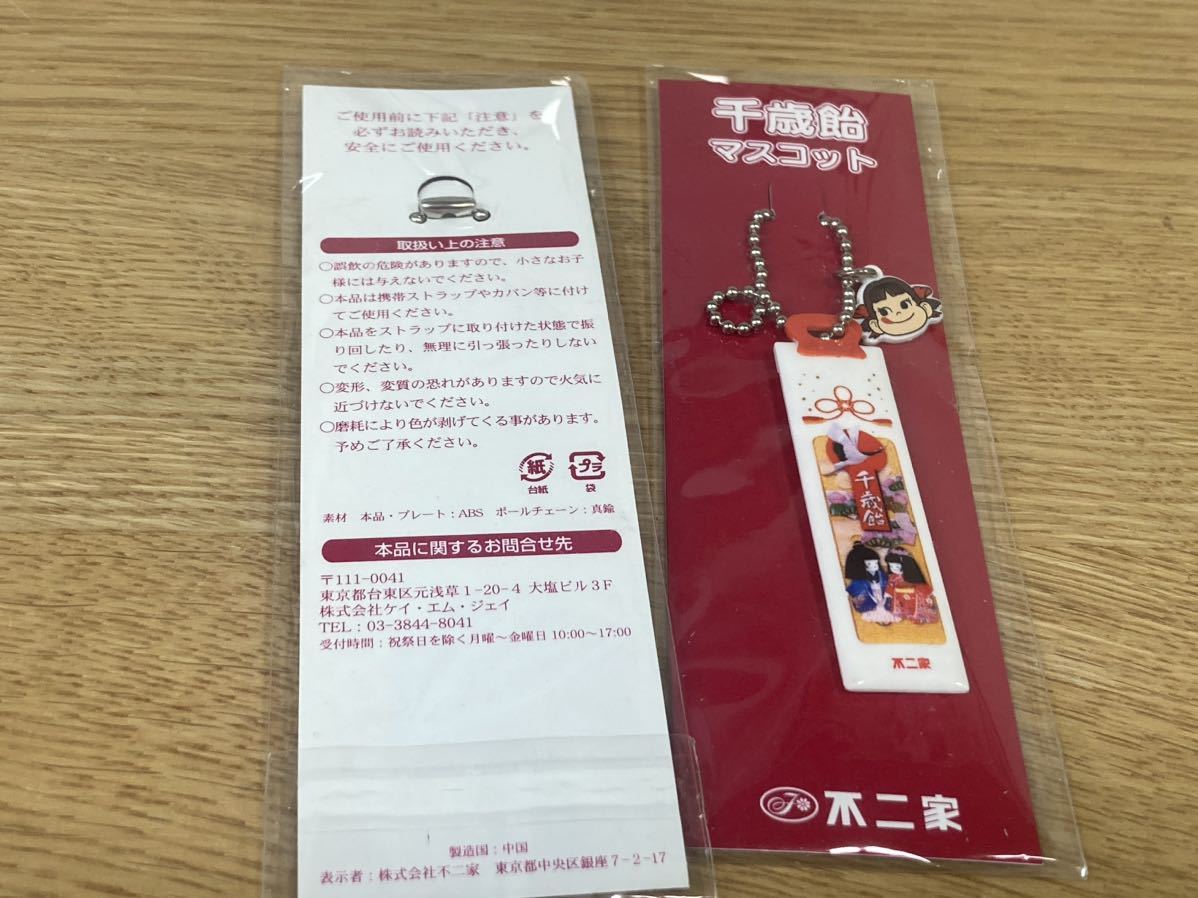 ご使用前に下記「注意」を
必ずお読みいただき、
安全にご使用ください。
取扱い上の注意
○誤飲の危険がありますので、小さなお子
様には与えないでください。
○本品は携帯ストラップやカバン等に付け
てご使用ください。
○本品をストラップに取り付けた状態で振
り回したり、無理に引っ張ったりしない
でください。
○変形、変質の恐れがありますので火気に
近づけないでください。
○磨耗により色が剥げてくる事があります。
予めご了承ください。
紙
台紙
プラ
袋
素材 本品・プレート：ABS ボールチェーン：真鍮
本品に関するお問合せ先
〒111-0041
東京都台東区元浅草1-20-4 大塩ビル3F
株式会社ケイ・エム・ジェイ
TEL：03-3844-8041
受付時間：祝祭日を除く月曜〜金曜日 10:00〜17:00
製造国：中国
表示者：株式会社不二家 東京都中央区銀座7-2-17
千歳飴
マスコット
千歳飴
不二家
F 不二家